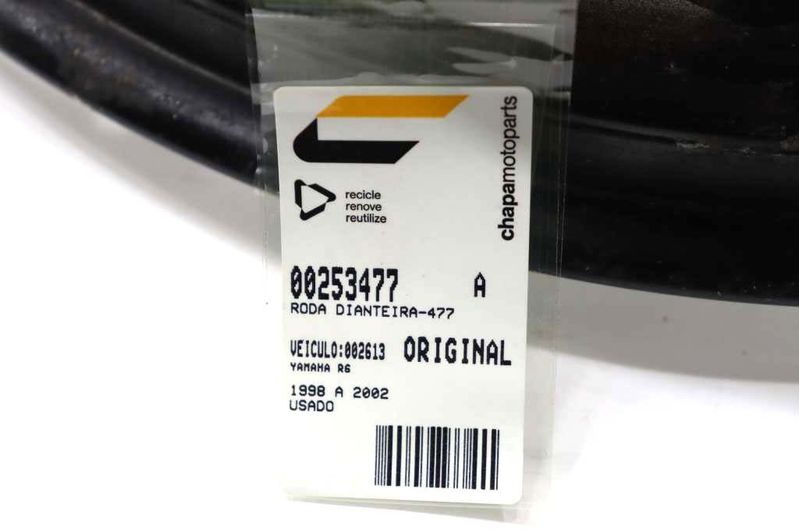 recicle
renove
reutilize
chapamotoparts
00253477 A
RODA DIANTEIRA-477
VEICULO:002613 ORIGINAL
YAMAHA R6
1998 A 2002
USADO